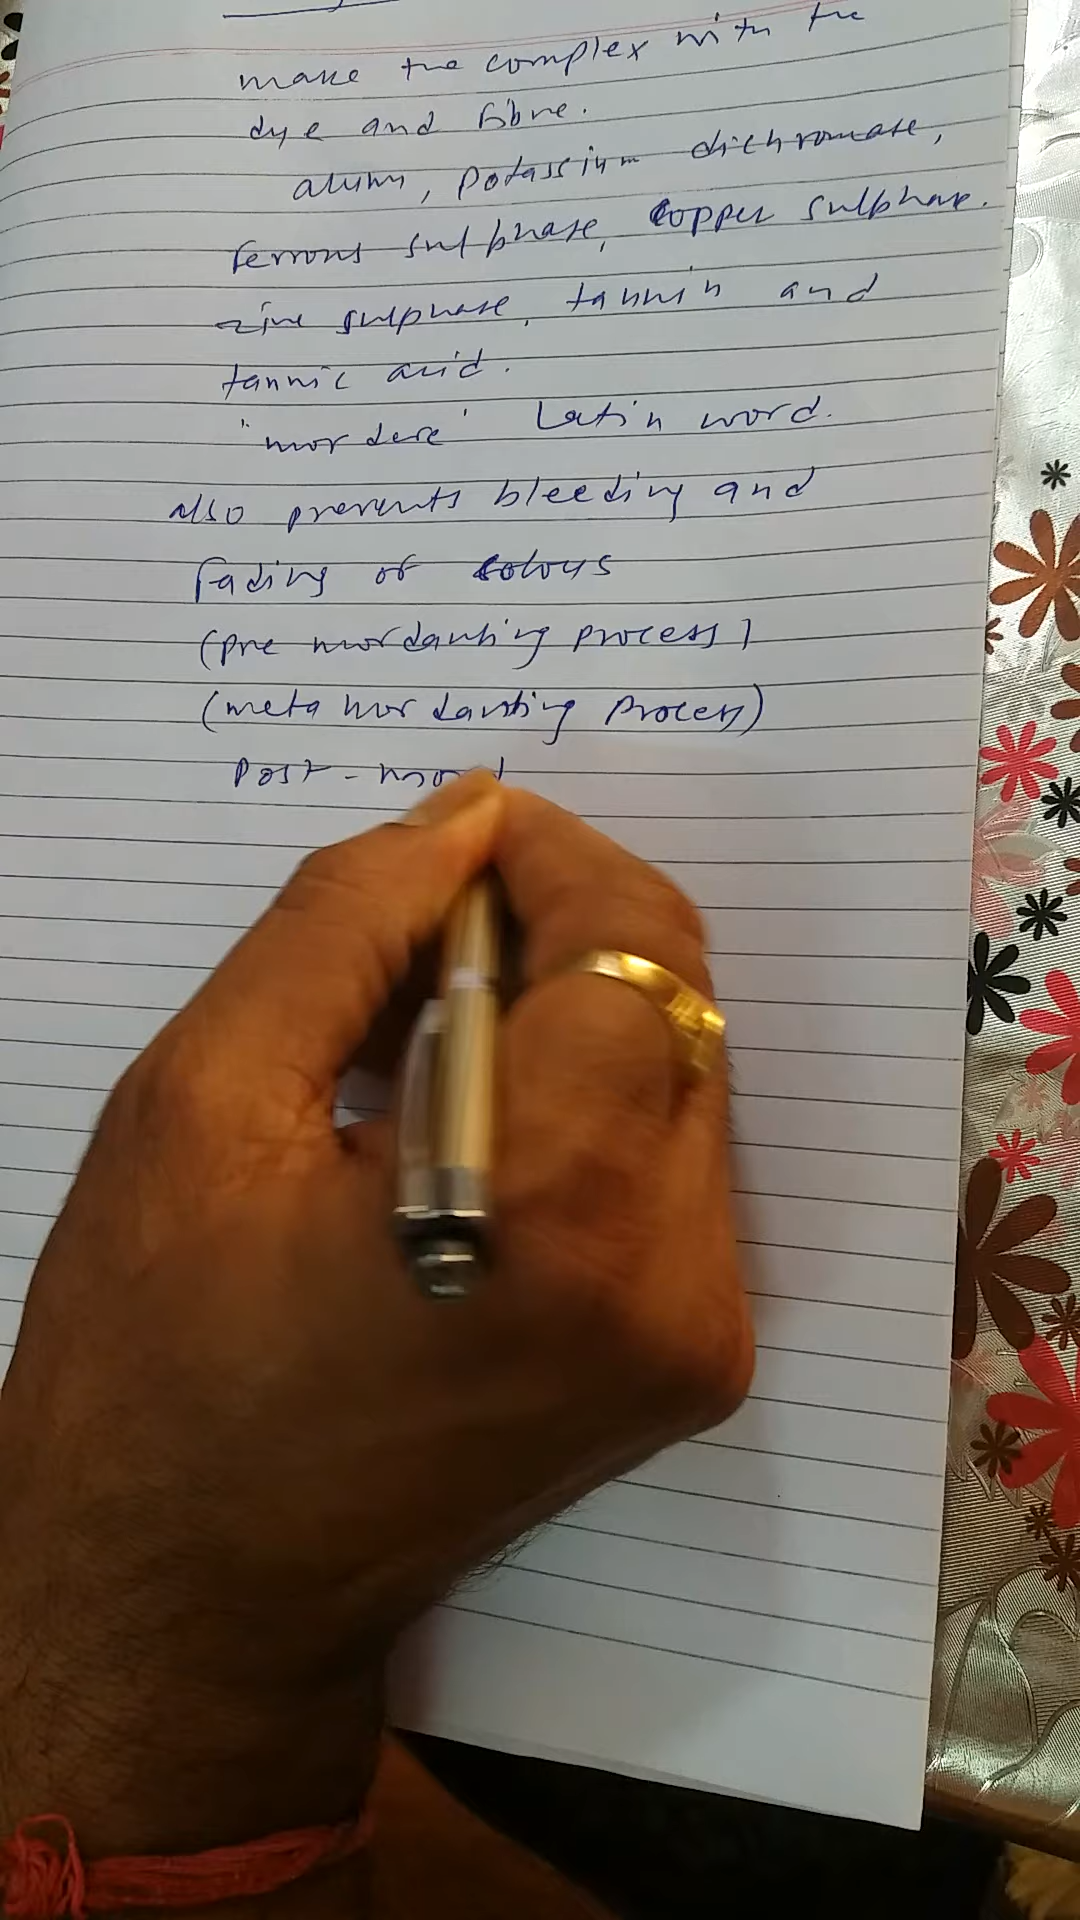 make the complex with the
dye and fibre.
alum, potassium dichromate,
ferrous sulphate, copper sulphate.
zinc sulphate, tannin and
tannic acid.
"mordere" Latin word.
also prevents bleeding and
fading of colours
(pre mordanting process)
(meta mordanting process)
Post - mord